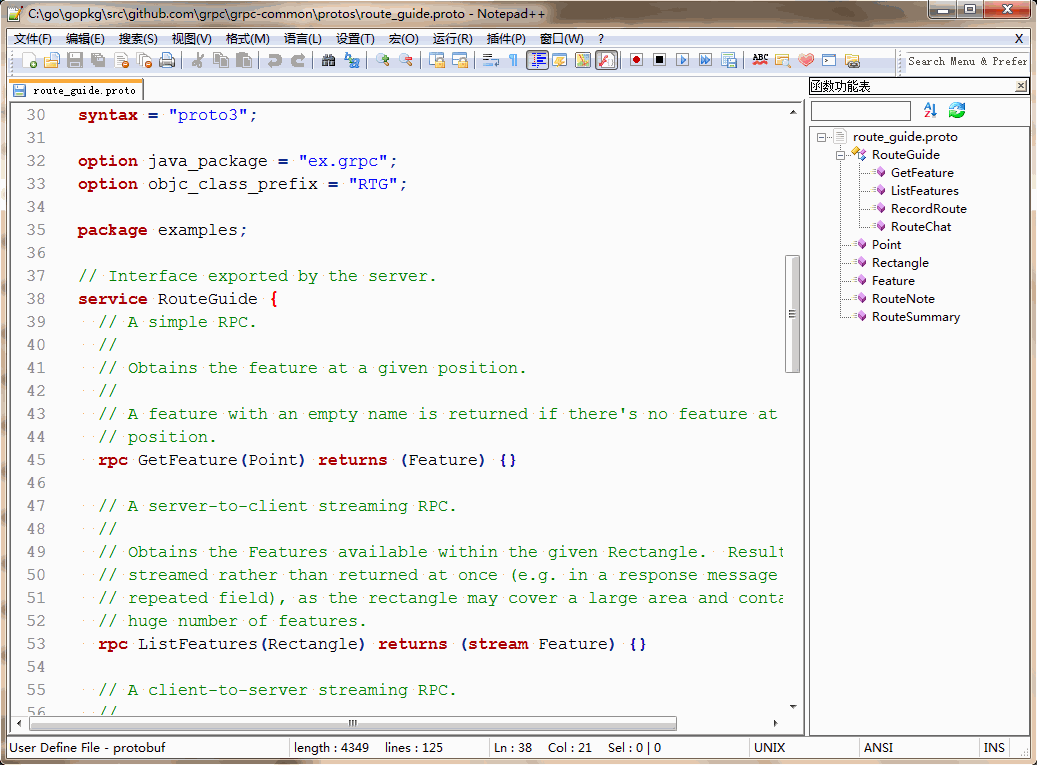 C:\go\gopkg\src\github.com\grpc\grpc-common\protos\route_guide.proto - Notepad++
文件(F) 编辑(E) 搜索(S) 视图(V) 格式(M) 语言(L) 设置(T) 宏(O) 运行(R) 插件(P) 窗口(W) ? X
ABC Search Menu & Prefer
route_guide.proto
函数功能表
30 syntax = "proto3";
31
32 option java_package = "ex.grpc";
33 option objc_class_prefix = "RTG";
34
35 package examples;
36
37 // Interface exported by the server.
38 service RouteGuide {
39 // A simple RPC.
40 //
41 // Obtains the feature at a given position.
42 //
43 // A feature with an empty name is returned if there's no feature at
44 // position.
45 rpc GetFeature(Point) returns (Feature) {}
46
47 // A server-to-client streaming RPC.
48 //
49 // Obtains the Features available within the given Rectangle.  Result
50 // streamed rather than returned at once (e.g. in a response message
51 // repeated field), as the rectangle may cover a large area and conta
52 // huge number of features.
53 rpc ListFeatures(Rectangle) returns (stream Feature) {}
54
55 // A client-to-server streaming RPC.
56 //
A
Z
route_guide.proto
RouteGuide
GetFeature
ListFeatures
RecordRoute
RouteChat
Point
Rectangle
Feature
RouteNote
RouteSummary
User Define File - protobuf length : 4349 lines : 125 Ln : 38 Col : 21 Sel : 0 | 0 UNIX ANSI INS